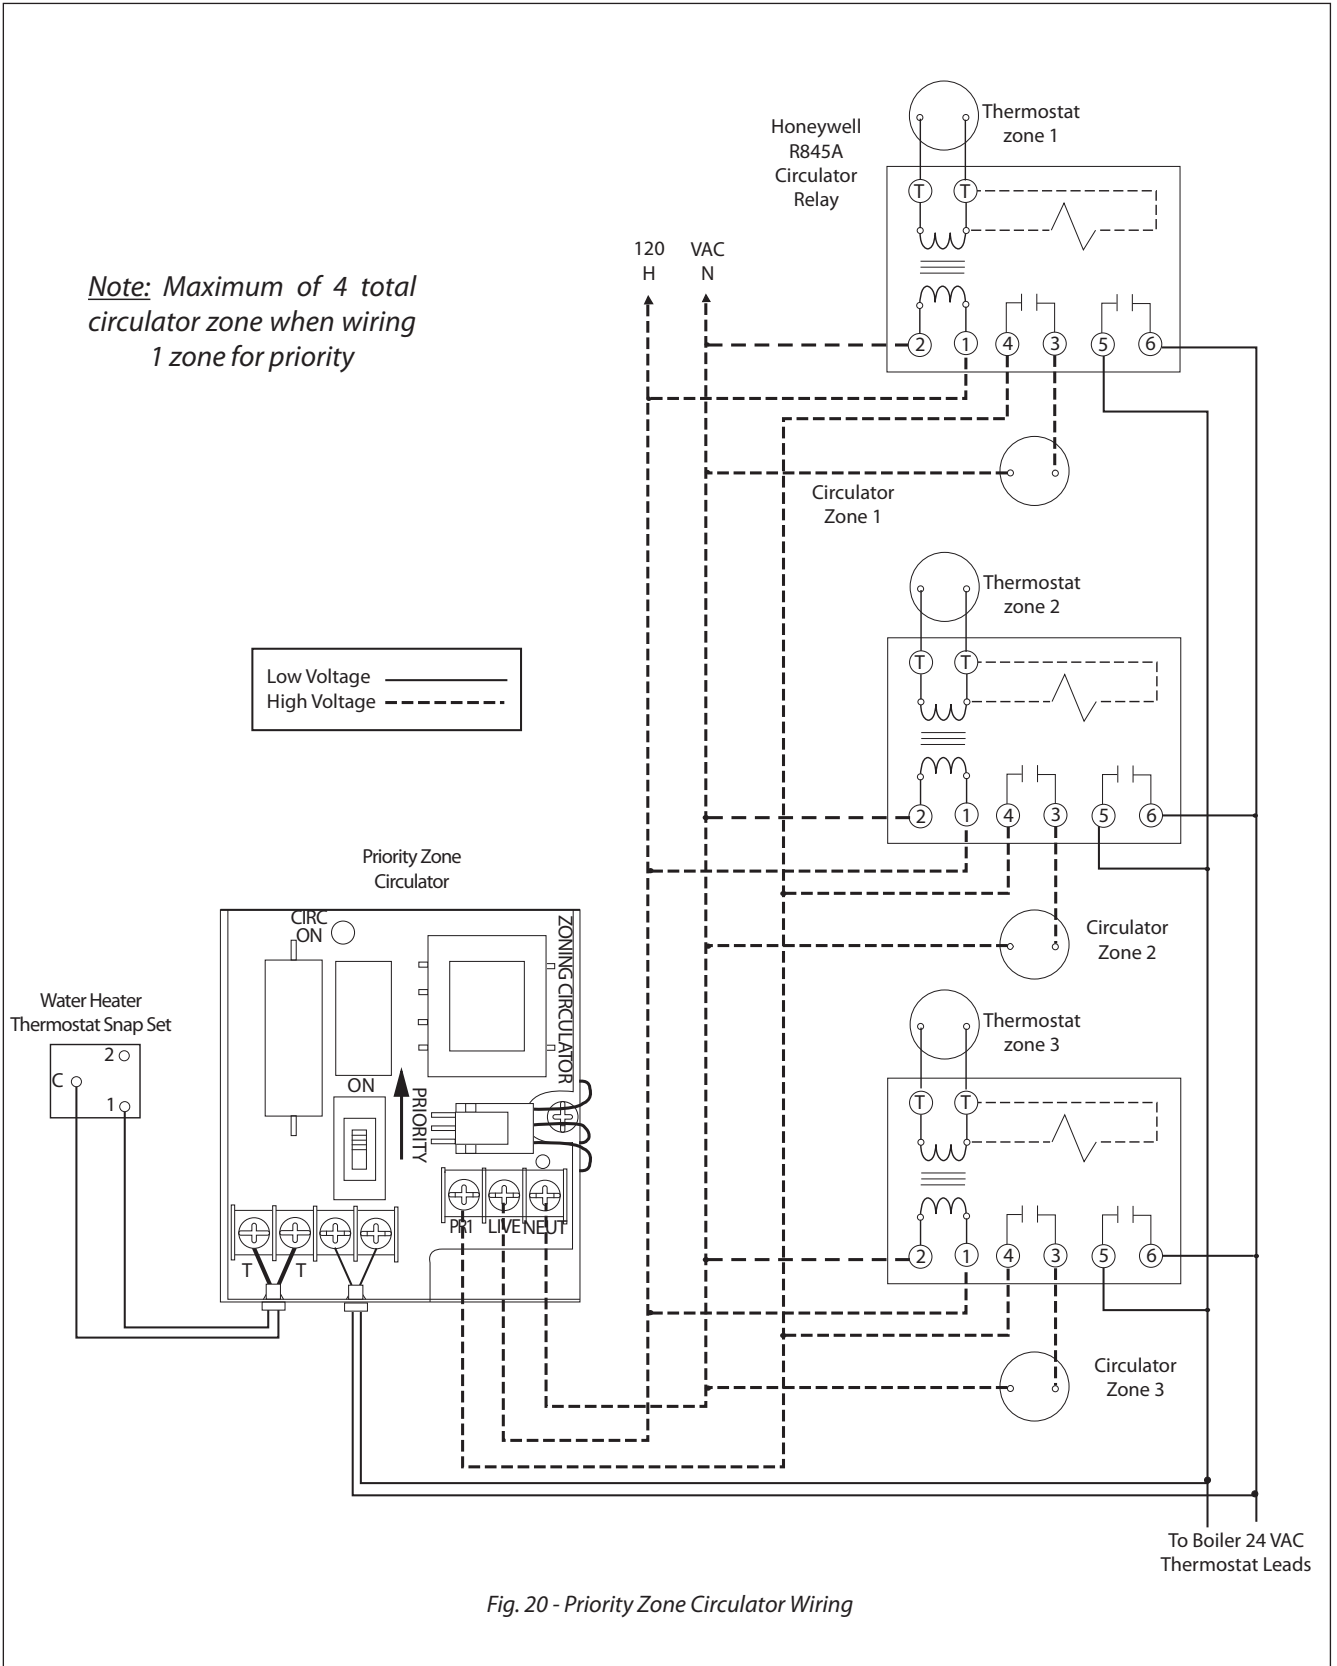 Thermostat
zone 1
Honeywell
R845A
Circulator
Relay
T T
120 VAC
H N
Note: Maximum of 4 total
circulator zone when wiring
1 zone for priority
2 1 4 3 5 6
Circulator
Zone 1
Thermostat
zone 2
T T
Low Voltage
High Voltage
2 1 4 3 5 6
Priority Zone
Circulator
Circulator
Zone 2
CIRC
ON
ZONING CIRCULATOR
Water Heater
Thermostat Snap Set
2
C
1
ON
PRIORITY
Thermostat
zone 3
T T
PR1 LIVE NEUT
T T
2 1 4 3 5 6
Circulator
Zone 3
To Boiler 24 VAC
Thermostat Leads
Fig. 20 - Priority Zone Circulator Wiring